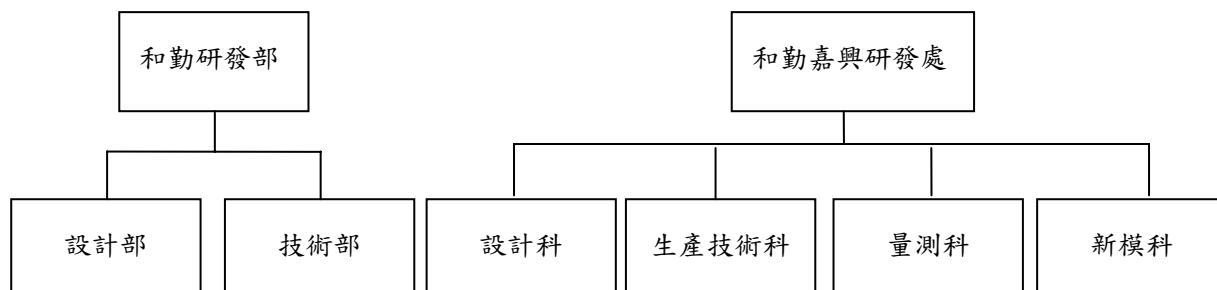 和勤研發部
和勤嘉興研發處
設計部
技術部
設計科
生產技術科
量測科
新模科